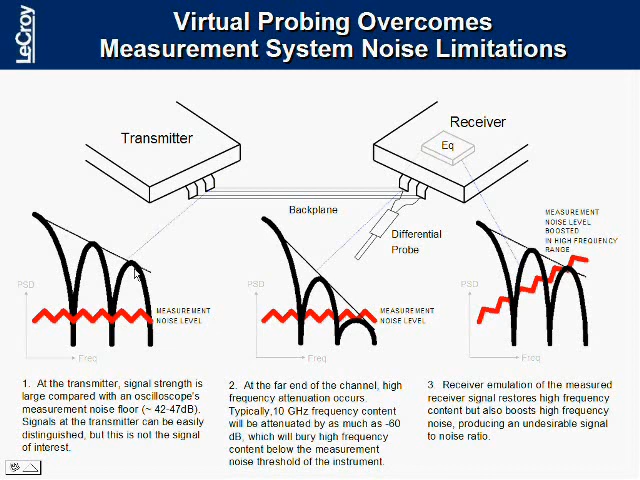 LeCroy
Virtual Probing Overcomes
Measurement System Noise Limitations
Transmitter
Receiver
Eq
Backplane
Differential
Probe
MEASUREMENT
NOISE LEVEL
BOOSTED
IN HIGH FREQUENCY
RANGE
PSD
MEASUREMENT
NOISE LEVEL
Freq
PSD
MEASUREMENT
NOISE LEVEL
Freq
PSD
Freq
1. At the transmitter, signal strength is
large compared with an oscilloscope's
measurement noise floor (~ 42-47dB).
Signals at the transmitter can be easily
distinguished, but this is not the signal
of interest.
2. At the far end of the channel, high
frequency attenuation occurs.
Typically,10 GHz frequency content
will be attenuated by as much as -60
dB, which will bury high frequency
content below the measurement
noise threshold of the instrument.
3 Receiver emulation of the measured
receiver signal restores high frequency
content but also boosts high frequency
noise, producing an undesirable signal
to noise ratio.